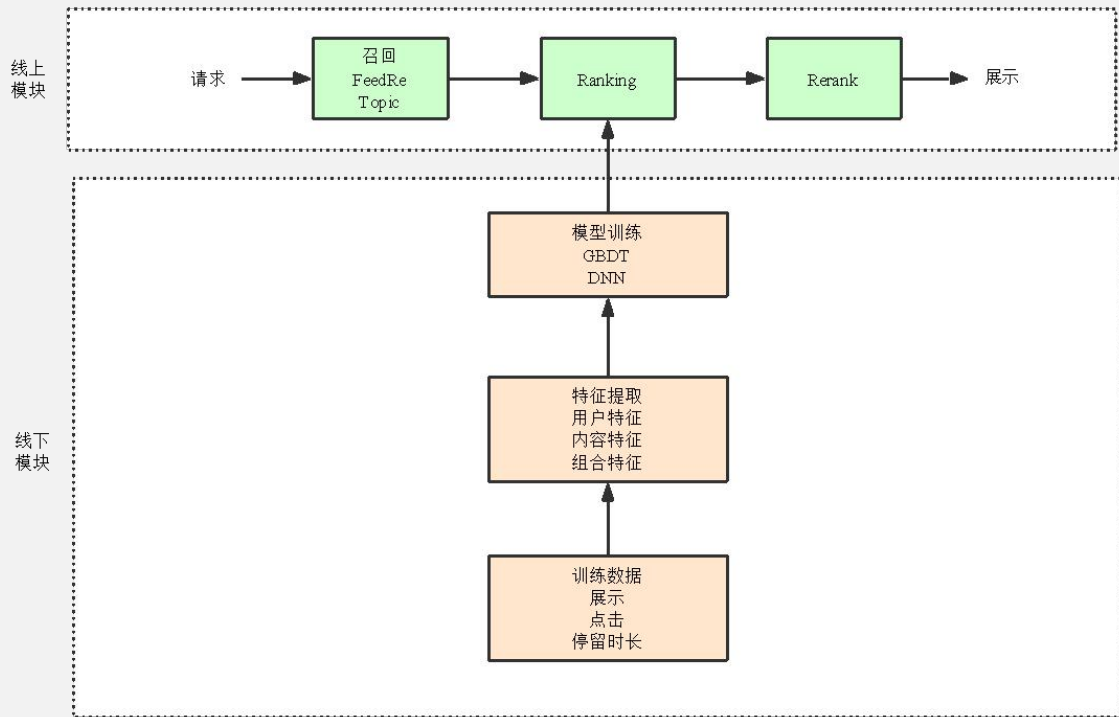 线上
模块
请求
召回
FeedRe
Topic
Ranking
Rerank
展示
线下
模块
模型训练
GBDT
DNN
特征提取
用户特征
内容特征
组合特征
训练数据
展示
点击
停留时长